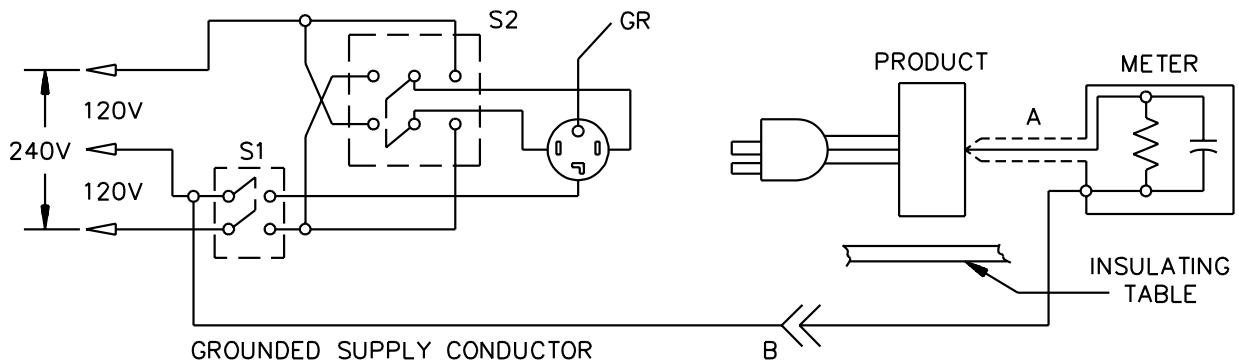 S2
GR
PRODUCT
METER
120V
A
240V
S1
120V
INSULATING
TABLE
GROUNDED SUPPLY CONDUCTOR
B